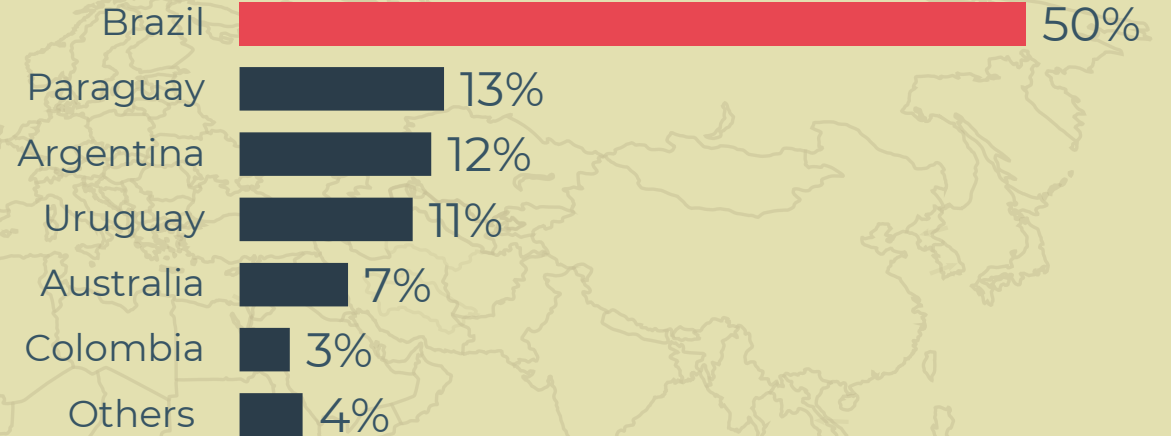 Brazil 50%
Paraguay 13%
Argentina 12%
Uruguay 11%
Australia 7%
Colombia 3%
Others 4%